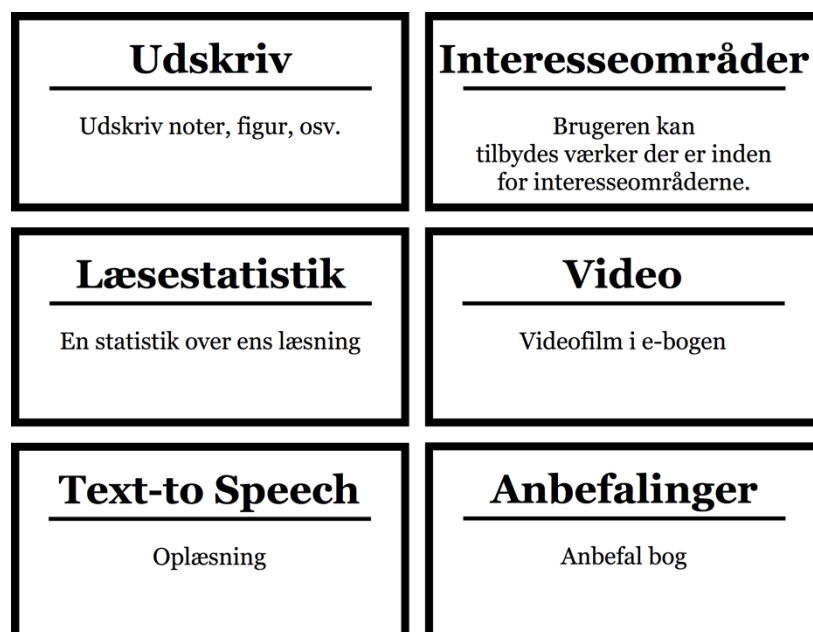 Udskriv
Udskriv noter, figur, osv.
Interesseområder
Brugeren kan
tilbydes værker der er inden
for interesseområderne.
Læsestatistik
En statistik over ens læsning
Video
Videofilm i e-bogen
Text-to Speech
Oplæsning
Anbefalinger
Anbefal bog